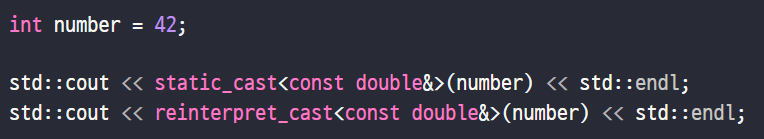 int number = 42;
std::cout << static_cast<const double&>(number) << std::endl;
std::cout << reinterpret_cast<const double&>(number) << std::endl;